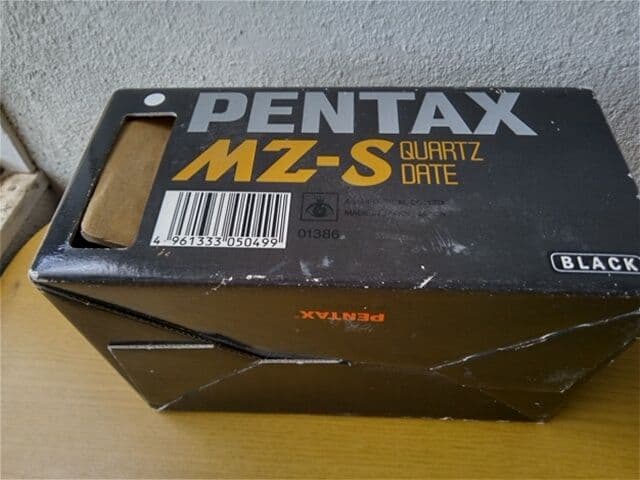 PENTAX
MZ-S QUARTZ
DATE
4 961333 050499
01386
BLACK
PENTAX